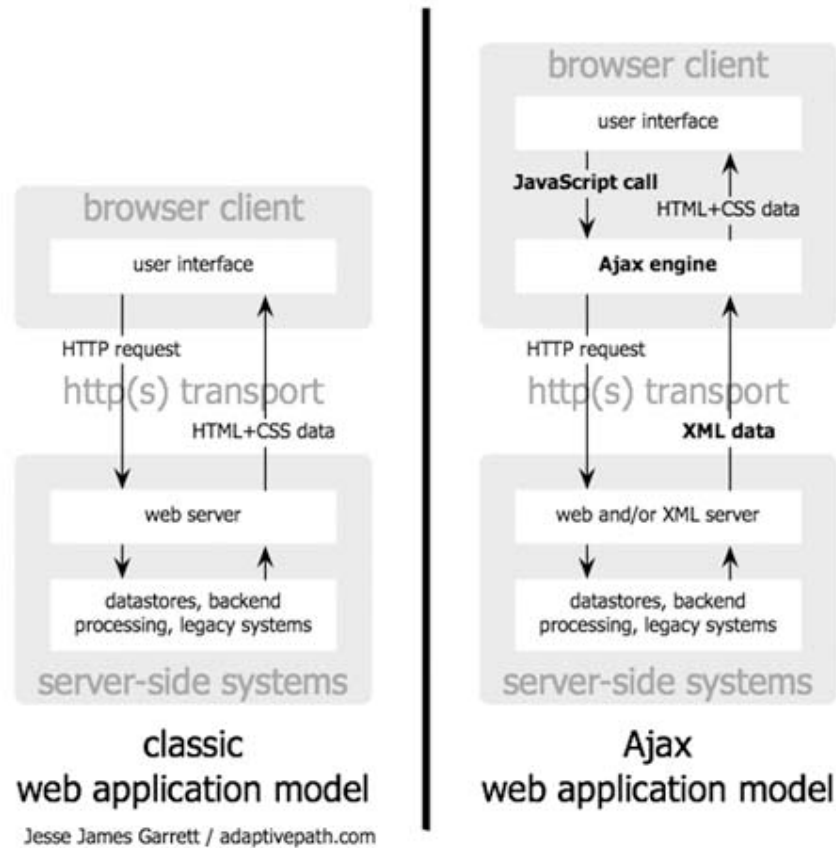 browser client
user interface
HTTP request
http(s) transport
HTML+CSS data
web server
datastores, backend
processing, legacy systems
server-side systems
classic
web application model
Jesse James Garrett / adaptivepath.com
browser client
user interface
JavaScript call
HTML+CSS data
Ajax engine
HTTP request
http(s) transport
XML data
web and/or XML server
datastores, backend
processing, legacy systems
server-side systems
Ajax
web application model